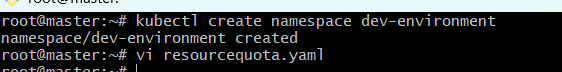 root@master:~# kubectl create namespace dev-environment
namespace/dev-environment created
root@master:~# vi resourcequota.yaml
root@master:~#